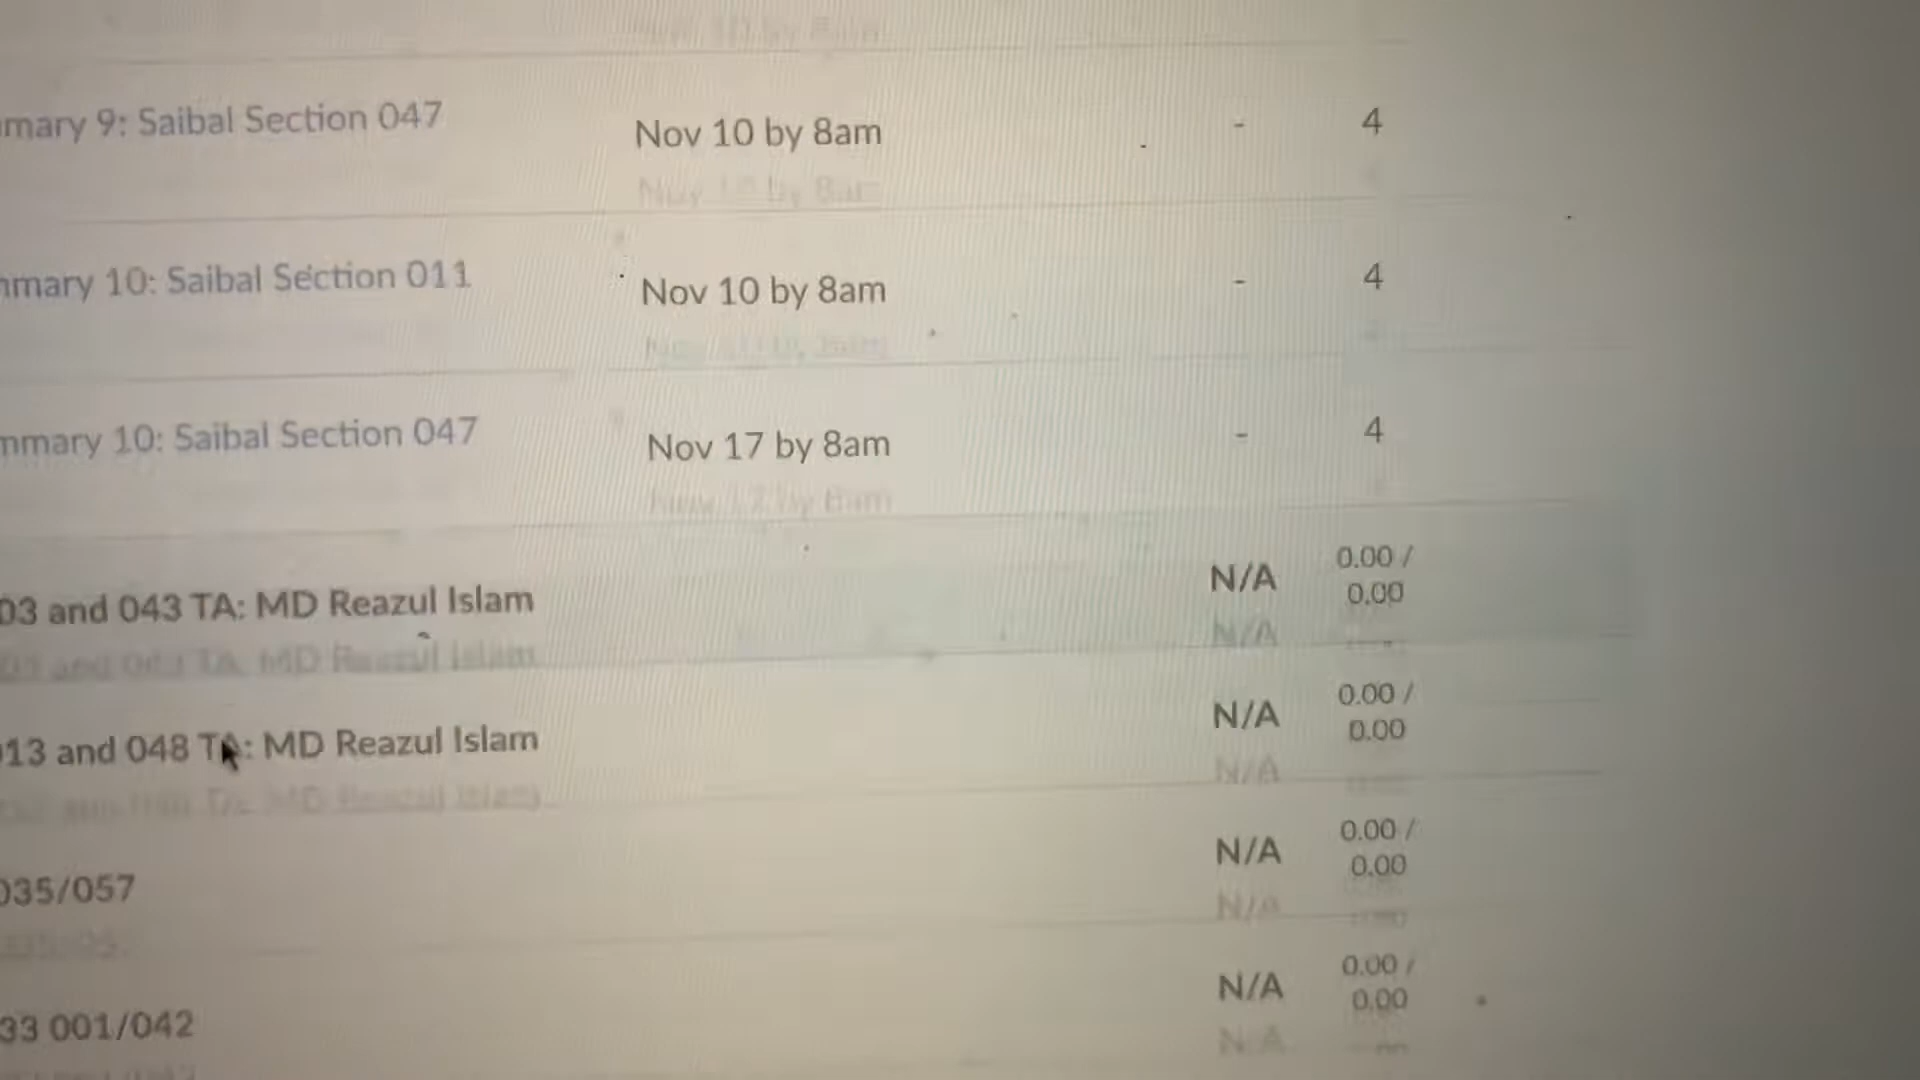 mary 9: Saibal Section 047 Nov 10 by 8am - 4
mmary 10: Saibal Section 011 Nov 10 by 8am - 4
mmary 10: Saibal Section 047 Nov 17 by 8am - 4
03 and 043 TA: MD Reazul Islam N/A 0.00 /
0.00
13 and 048 TA: MD Reazul Islam N/A 0.00 /
0.00
035/057 N/A 0.00 /
0.00
33 001/042 N/A 0.00 /
0.00